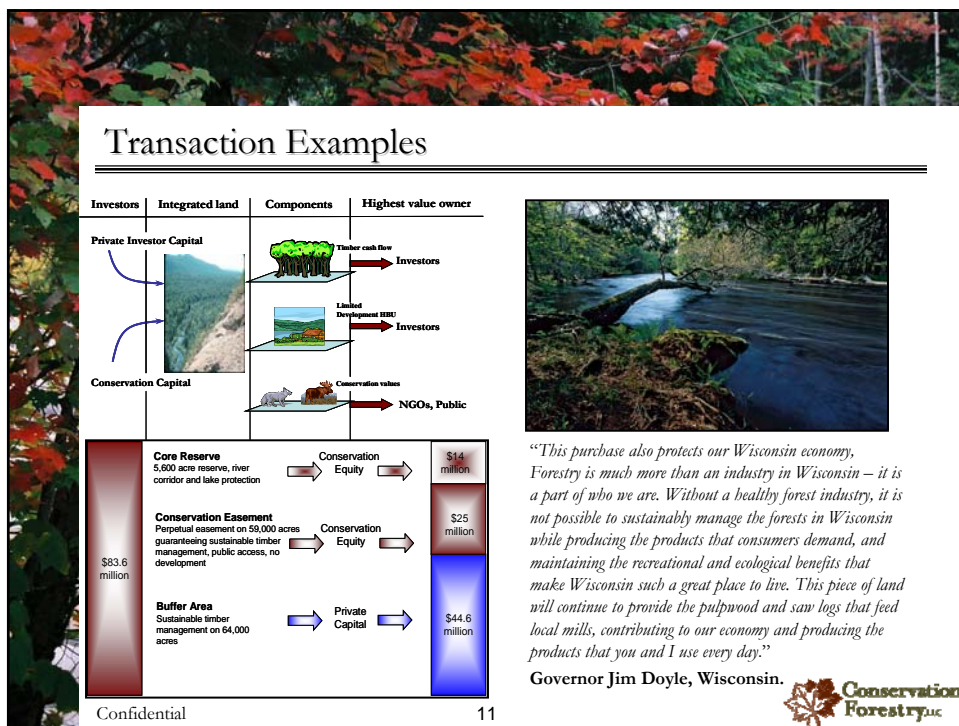 Transaction Examples
Investors
Integrated land
Components
Highest value owner
Private Investor Capital
Timber cash flow
Investors
Limited
Development HBU
Investors
Conservation Capital
Conservation values
NGOs, Public
$83.6
million
Core Reserve
5,600 acre reserve, river
corridor and lake protection
Conservation
Equity
$14
million
Conservation Easement
Perpetual easement on 59,000 acres
guaranteeing sustainable timber
management, public access, no
development
Conservation
Equity
$25
million
Buffer Area
Sustainable timber
management on 64,000
acres
Private
Capital
$44.6
million
“This purchase also protects our Wisconsin economy,
Forestry is much more than an industry in Wisconsin – it is
a part of who we are. Without a healthy forest industry, it is
not possible to sustainably manage the forests in Wisconsin
while producing the products that consumers demand, and
maintaining the recreational and ecological benefits that
make Wisconsin such a great place to live. This piece of land
will continue to provide the pulpwood and saw logs that feed
local mills, contributing to our economy and producing the
products that you and I use every day.”
Governor Jim Doyle, Wisconsin.
Confidential
11
Conservation
Forestry, LLC